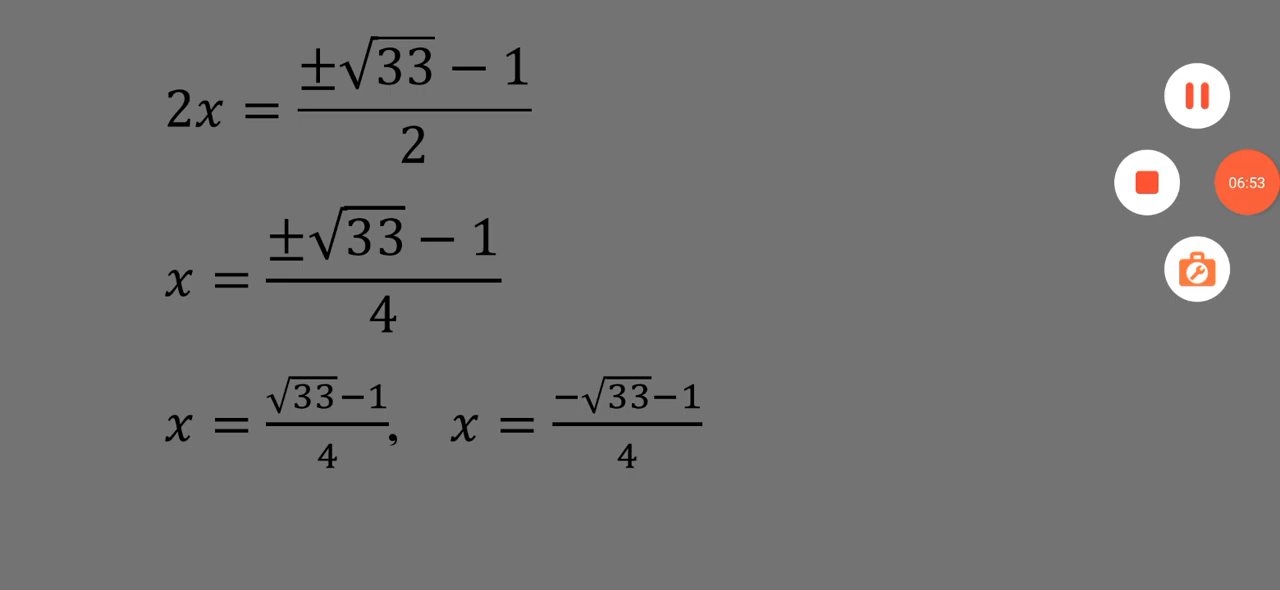 2x = (±√33 − 1)/2
x = (±√33 − 1)/4
x = (√33−1)/4, x = (−√33−1)/4
06:53